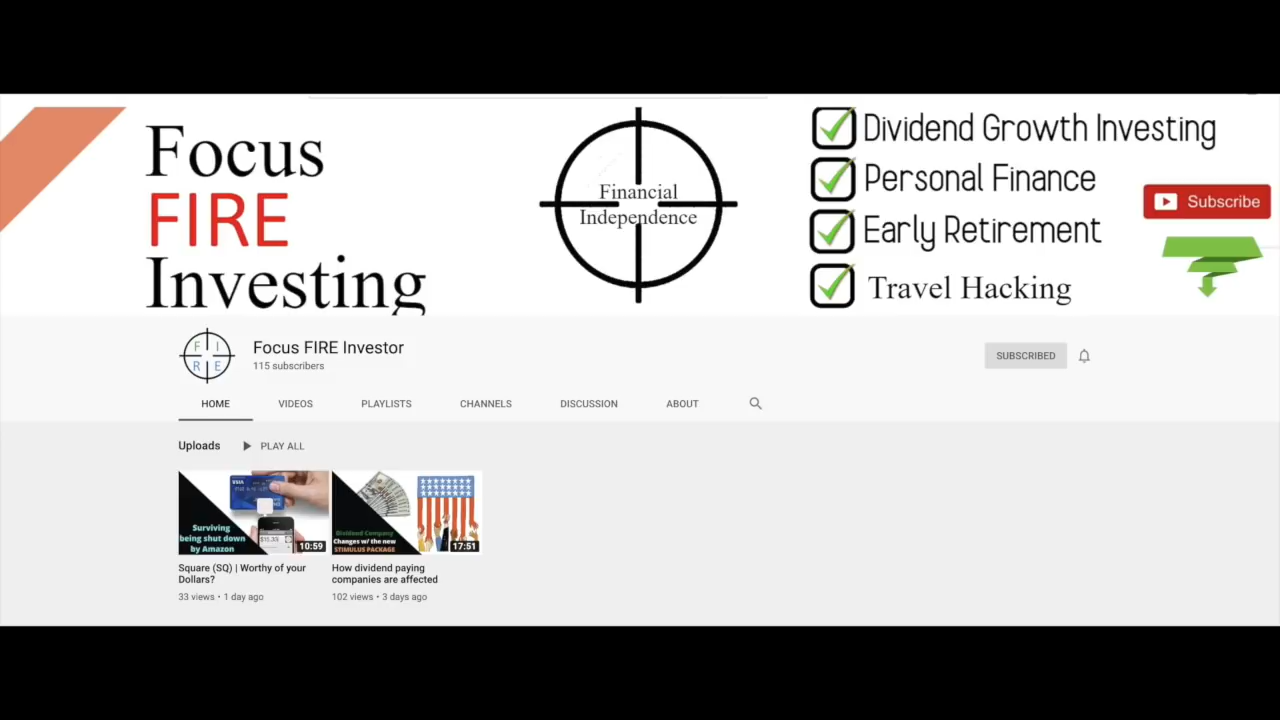 Focus
FIRE
Investing
Financial
Independence
Dividend Growth Investing
Personal Finance
Early Retirement
Travel Hacking
Subscribe
F I
R E
Focus FIRE Investor
115 subscribers
SUBSCRIBED
HOME VIDEOS PLAYLISTS CHANNELS DISCUSSION ABOUT
Uploads PLAY ALL
VSIA
Surviving
being shut down
by Amazon
10:59
Dividend Company
Changes w/ the new
STIMULUS PACKAGE
17:51
Square (SQ) | Worthy of your
Dollars?
33 views • 1 day ago
How dividend paying
companies are affected
102 views • 3 days ago